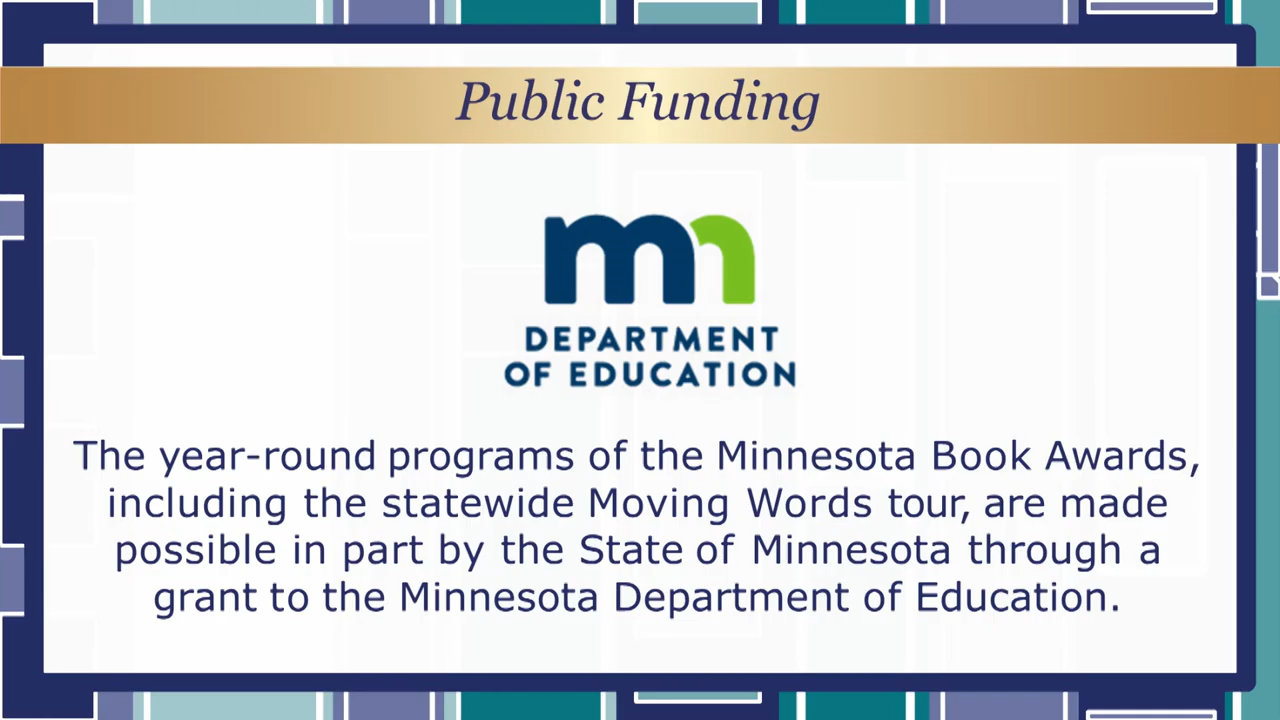 Public Funding
mn
DEPARTMENT
OF EDUCATION
The year-round programs of the Minnesota Book Awards,
including the statewide Moving Words tour, are made
possible in part by the State of Minnesota through a
grant to the Minnesota Department of Education.